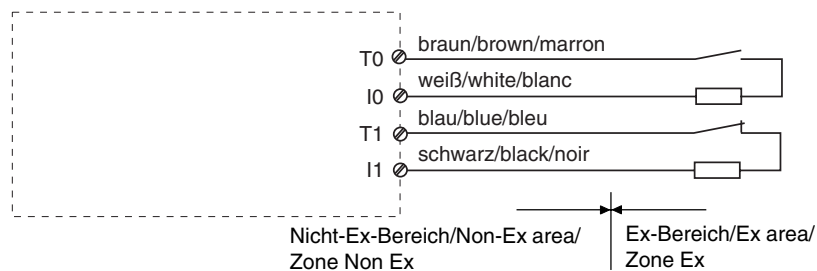 T0 braun/brown/marron
I0 weiß/white/blanc
T1 blau/blue/bleu
I1 schwarz/black/noir
Nicht-Ex-Bereich/Non-Ex area/
Zone Non Ex
Ex-Bereich/Ex area/
Zone Ex